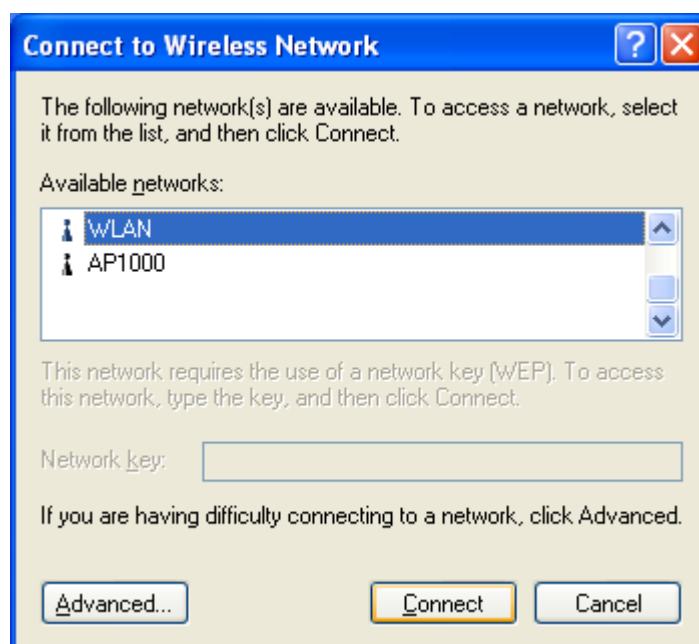 Connect to Wireless Network
The following network(s) are available. To access a network, select
it from the list, and then click Connect.
Available networks:
WLAN
AP1000
This network requires the use of a network key (WEP). To access
this network, type the key, and then click Connect.
Network key:
If you are having difficulty connecting to a network, click Advanced.
Advanced... Connect Cancel